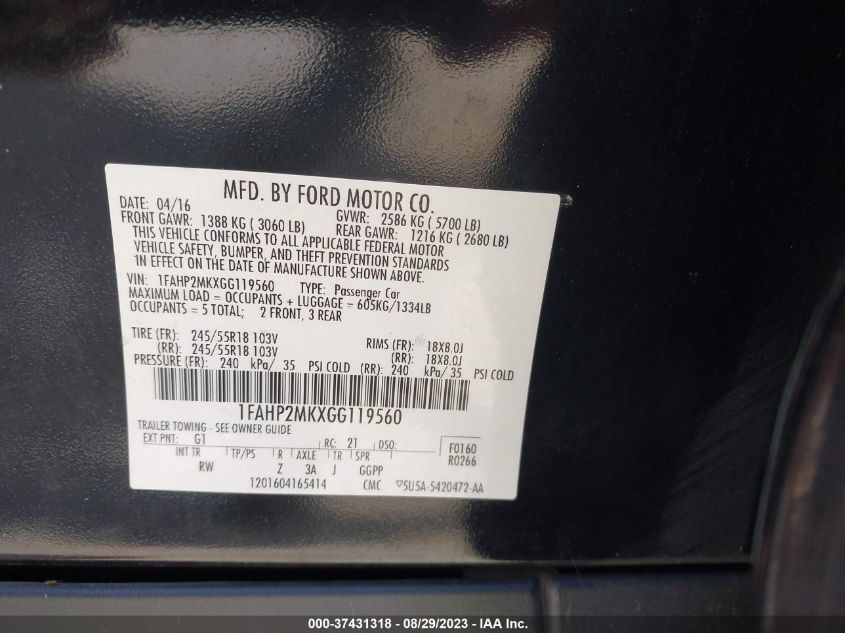 MFD. BY FORD MOTOR CO.
DATE: 04/16 GVWR: 2586 KG ( 5700 LB)
FRONT GAWR: 1388 KG ( 3060 LB) REAR GAWR: 1216 KG ( 2680 LB)
THIS VEHICLE CONFORMS TO ALL APPLICABLE FEDERAL MOTOR
VEHICLE SAFETY, BUMPER, AND THEFT PREVENTION STANDARDS
IN EFFECT ON THE DATE OF MANUFACTURE SHOWN ABOVE.
VIN: 1FAHP2MKXGG119560 TYPE: Passenger Car
MAXIMUM LOAD = OCCUPANTS + LUGGAGE = 605KG/1334LB
OCCUPANTS = 5 TOTAL; 2 FRONT, 3 REAR
TIRE (FR): 245/55R18 103V RIMS (FR): 18X8.0J
(RR): 245/55R18 103V (RR): 18X8.0J
PRESSURE (FR): 240 kPa/ 35 PSI COLD (RR): 240 kPa/ 35 PSI COLD
1FAHP2MKXGG119560
TRAILER TOWING - SEE OWNER GUIDE
EXT PNT: G1 RC: 21 DSO: F0160
INT TR TP/PS R AXLE TR SPR R0266
RW Z 3A J GGPP
1201604165414 CMC ▽5U5A-5420472-AA
000-37431318 - 08/29/2023 - IAA Inc.